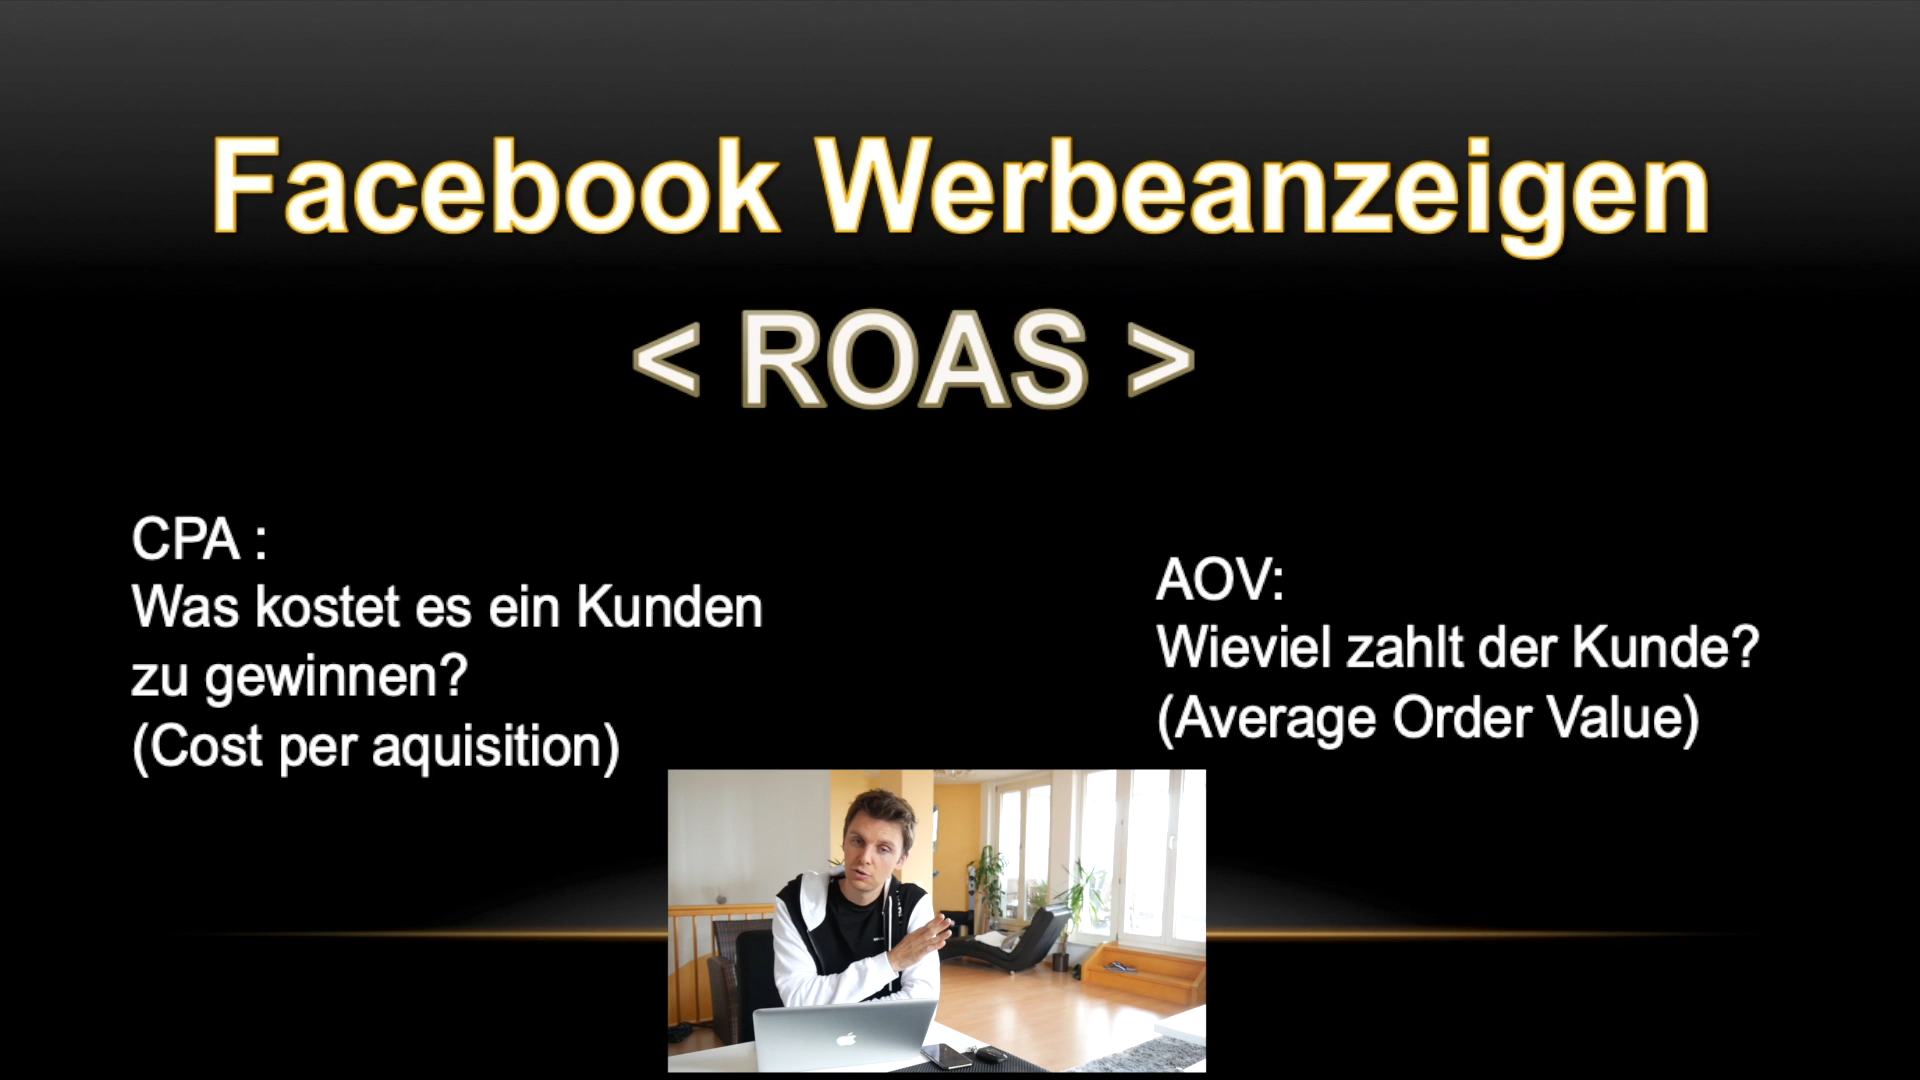 Facebook Werbeanzeigen
< ROAS >
CPA :
Was kostet es ein Kunden
zu gewinnen?
(Cost per aquisition)
AOV:
Wieviel zahlt der Kunde?
(Average Order Value)